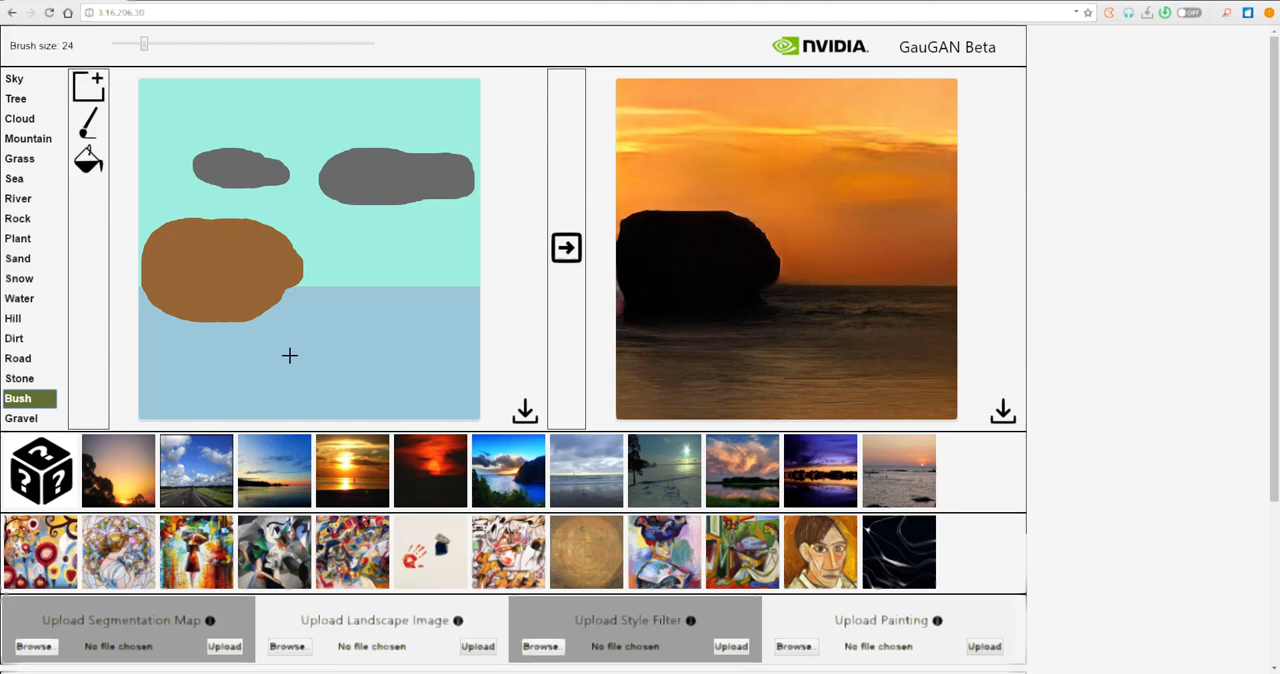 3.16.206.30
OFF
Brush size: 24
NVIDIA.
GauGAN Beta
Sky
Tree
Cloud
Mountain
Grass
Sea
River
Rock
Plant
Sand
Snow
Water
Hill
Dirt
Road
Stone
Bush
Gravel
? ? ?
Upload Segmentation Map
Upload Landscape Image
Upload Style Filter
Upload Painting
Browse.. No file chosen Upload
Browse.. No file chosen Upload
Browse.. No file chosen Upload
Browse.. No file chosen Upload